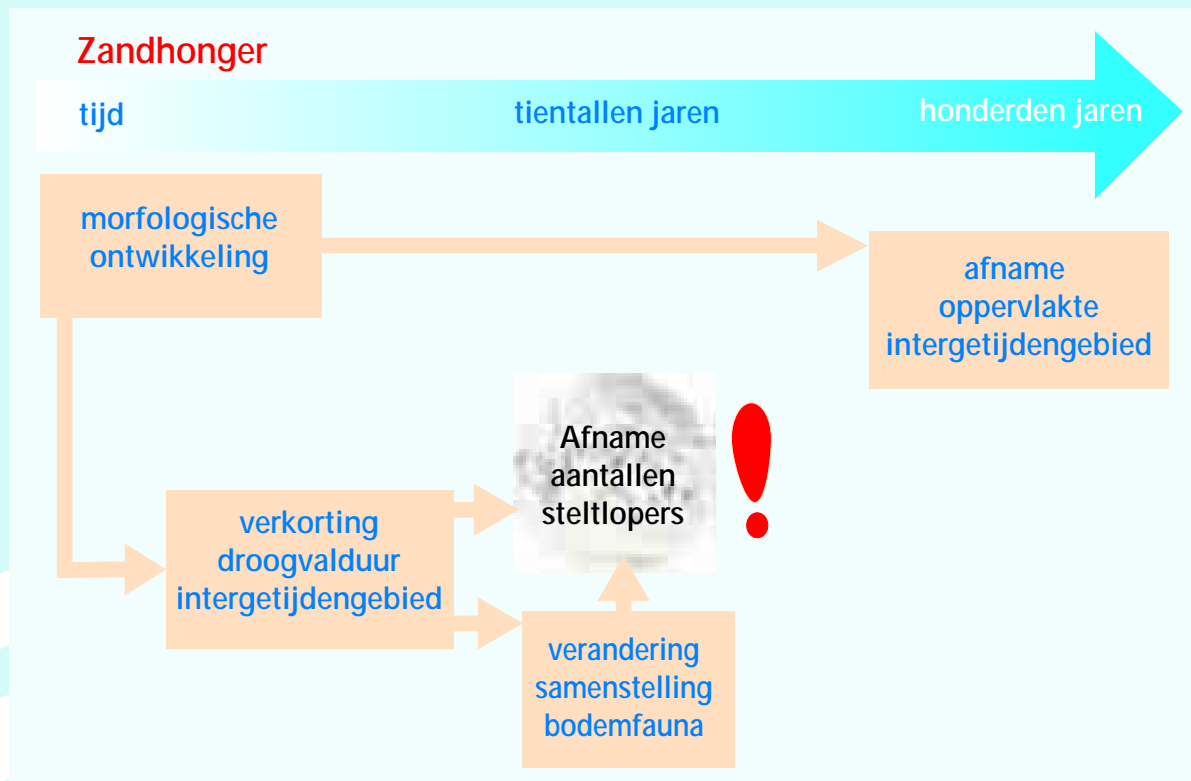 Zandhonger
tijd
tientallen jaren
honderden jaren
morfologische
ontwikkeling
afname
oppervlakte
intergetijdengebied
Afname
aantallen
steltlopers
!
verkorting
droogvalduur
intergetijdengebied
verandering
samenstelling
bodemfauna